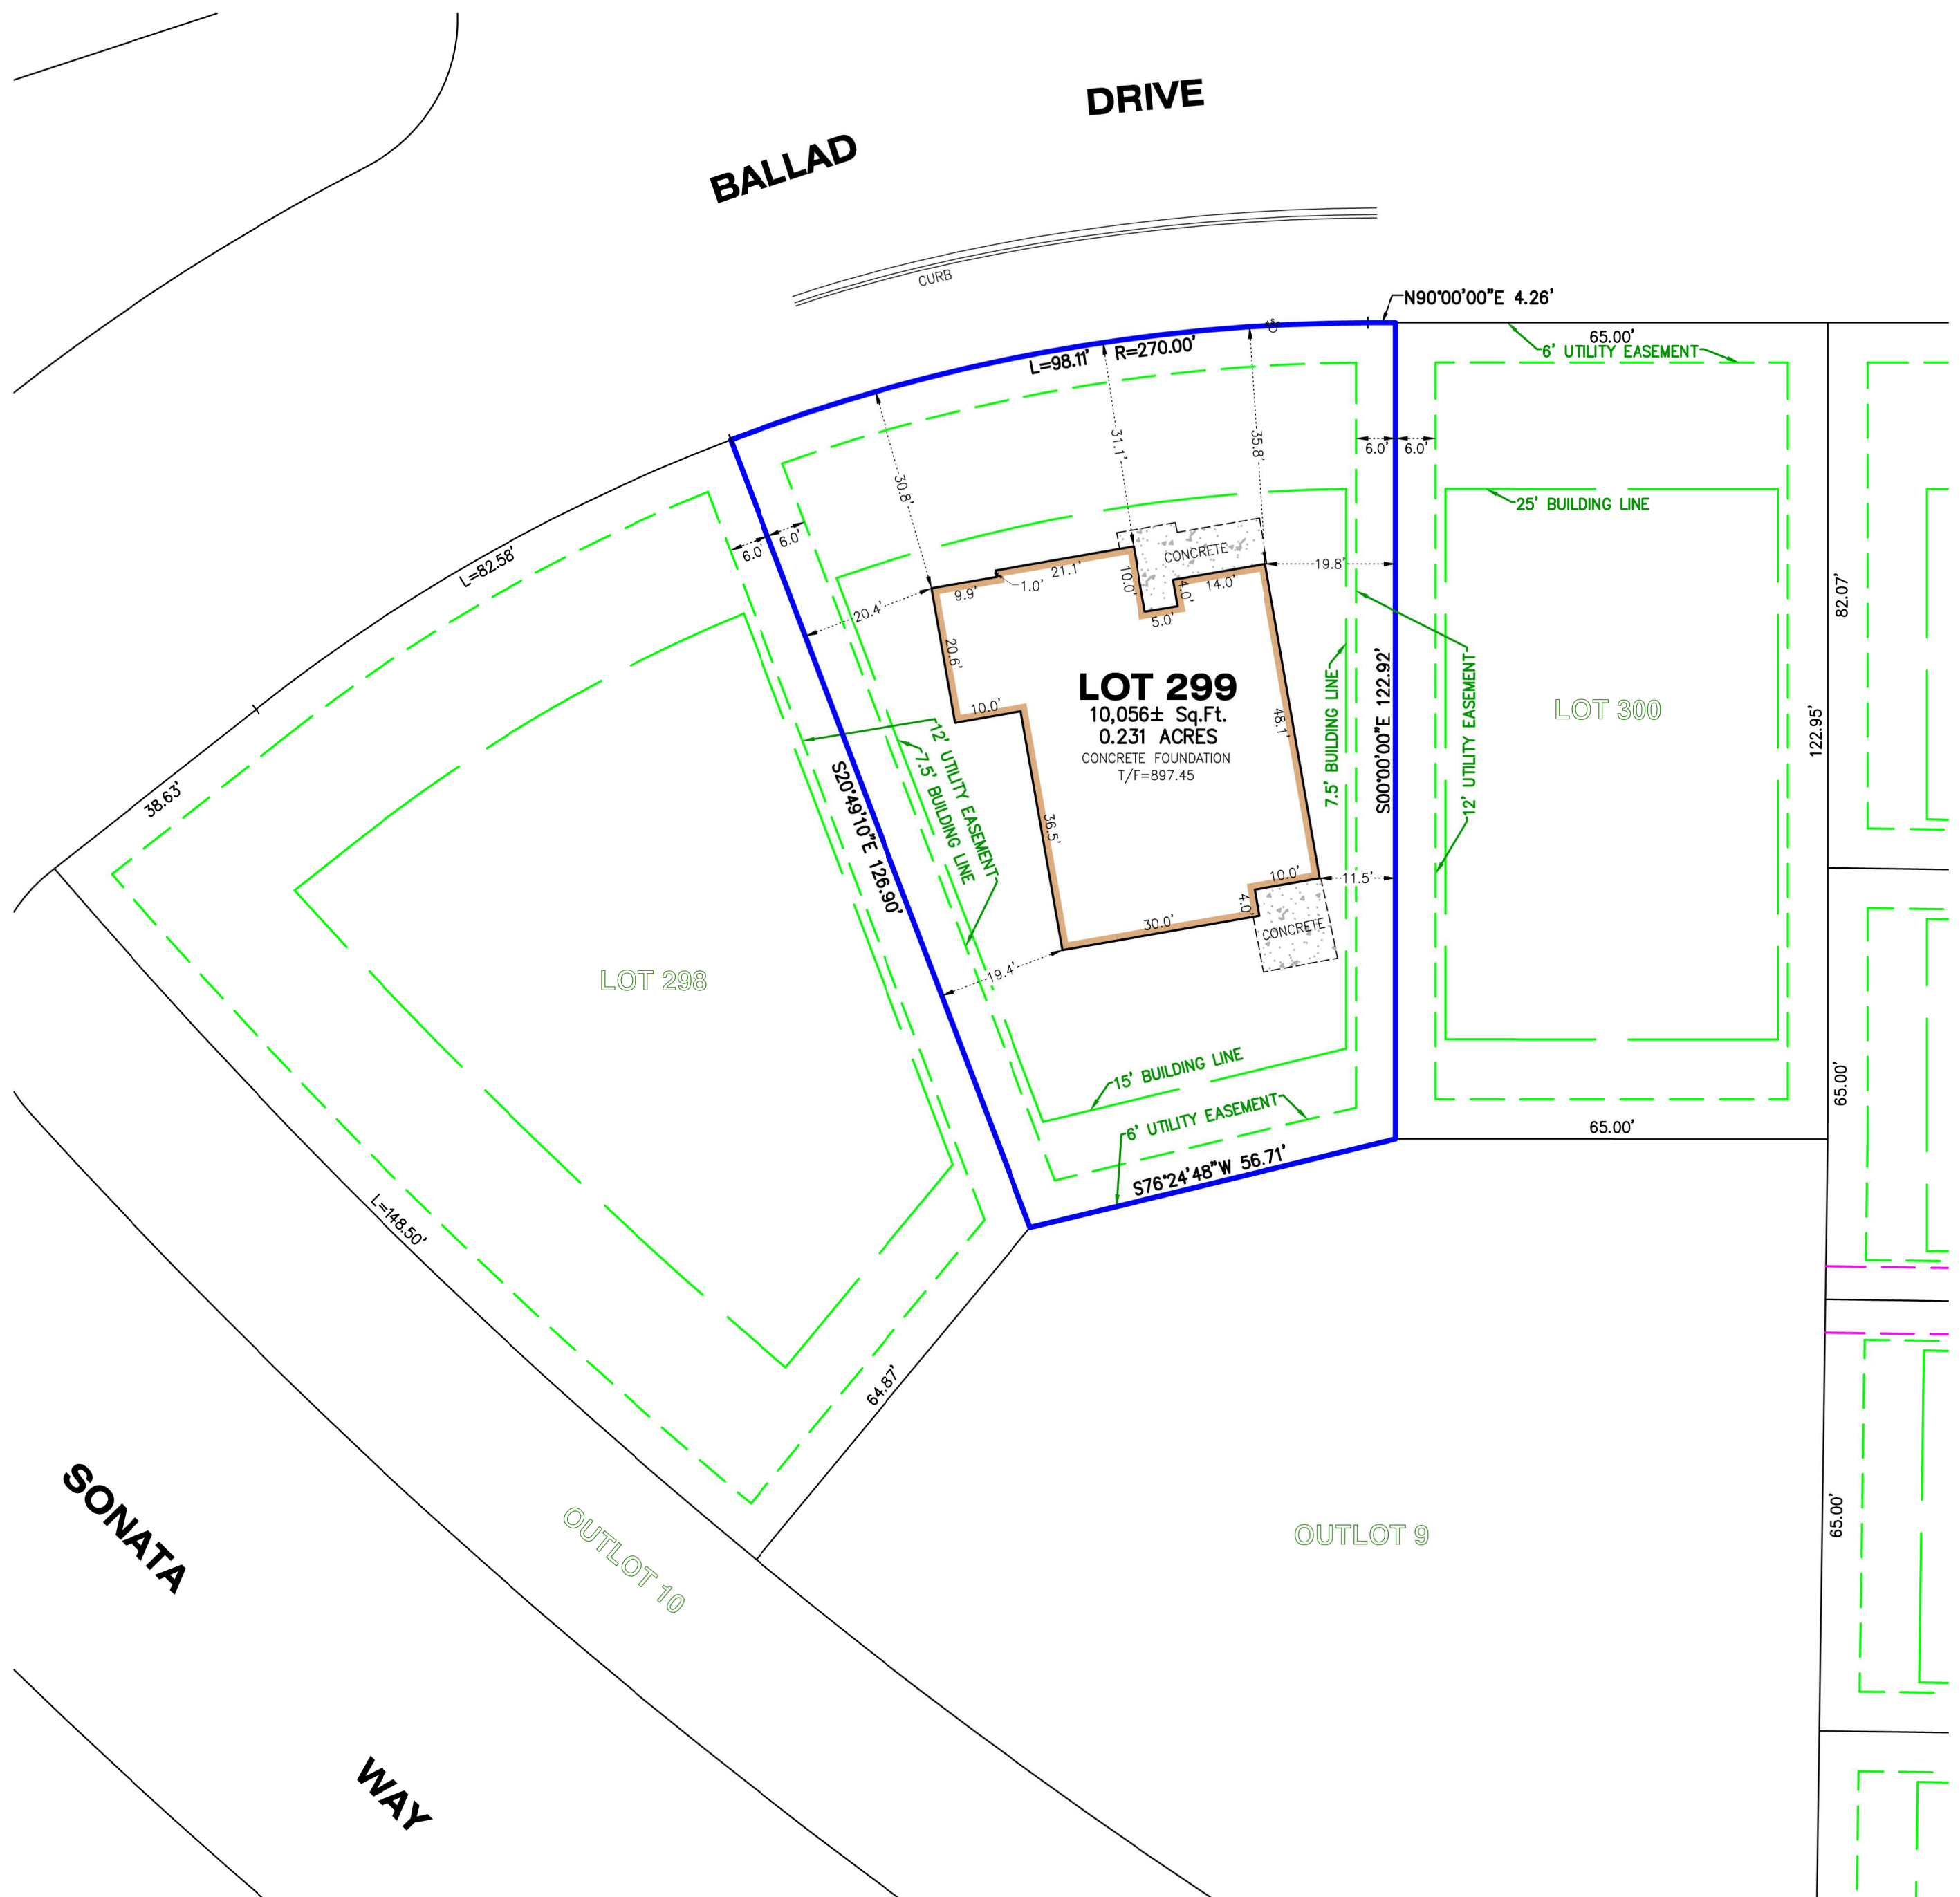 DRIVE
BALLAD
CURB
N90°00'00"E 4.26'
65.00'
6' UTILITY EASEMENT
R=270.00'
L=98.11'
31.1'
35.8'
6.0'
6.0'
30.8'
25' BUILDING LINE
6.0'
6.0'
L=82.58'
CONCRETE
19.8'
21.1'
1.0'
10.0'
4.0'
14.0'
9.9'
5.0'
20.4'
82.07'
20.6'
LOT 299
10,056± Sq.Ft.
0.231 ACRES
CONCRETE FOUNDATION
T/F=897.45
10.0'
48.1'
7.5' BUILDING LINE
S00°00'00"E 122.92'
12' UTILITY EASEMENT
LOT 300
122.95'
12' UTILITY EASEMENT
7.5' BUILDING LINE
S20°49'10"E 126.90'
38.63'
36.5'
10.0'
11.5'
4.0'
30.0'
CONCRETE
19.4'
LOT 298
15' BUILDING LINE
6' UTILITY EASEMENT
S76°24'48"W 56.71'
65.00'
65.00'
L=148.50'
64.87'
SONATA
OUTLOT 10
OUTLOT 9
65.00'
WAY